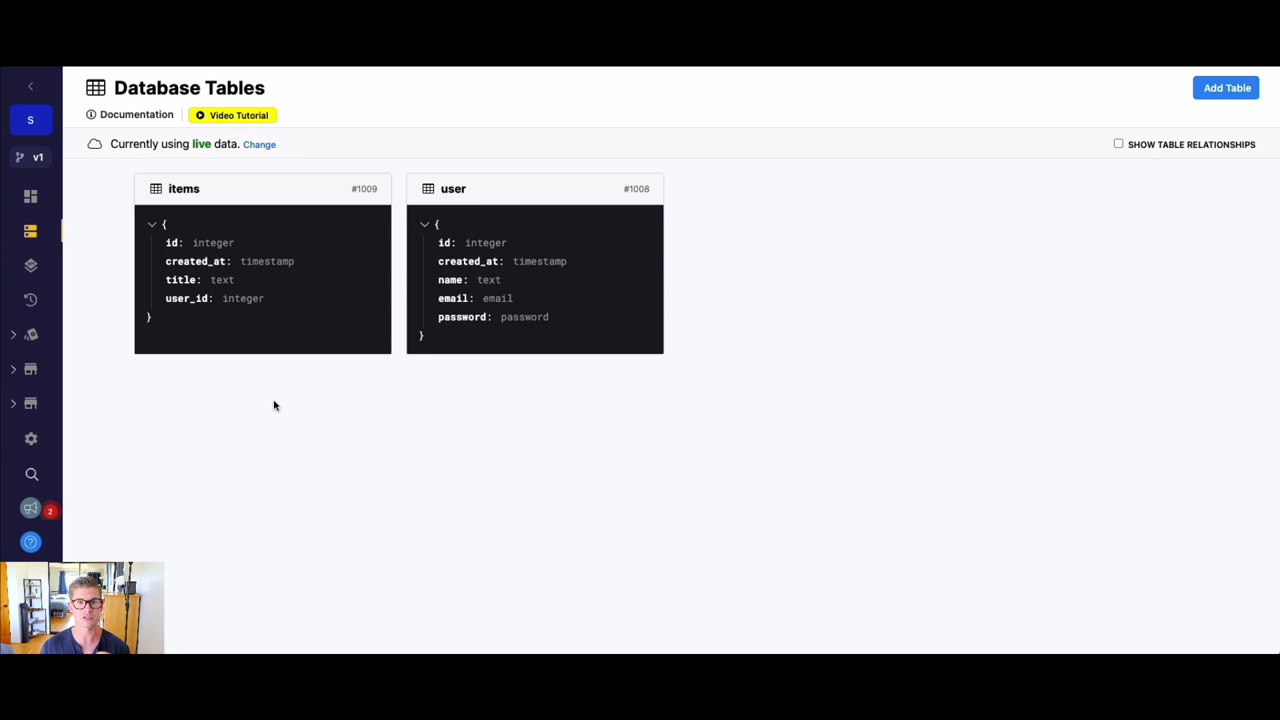 Database Tables
Add Table
Documentation
Video Tutorial
S
Currently using live data. Change
SHOW TABLE RELATIONSHIPS
v1
items #1009
{
id: integer
created_at: timestamp
title: text
user_id: integer
}
user #1008
{
id: integer
created_at: timestamp
name: text
email: email
password: password
}
2